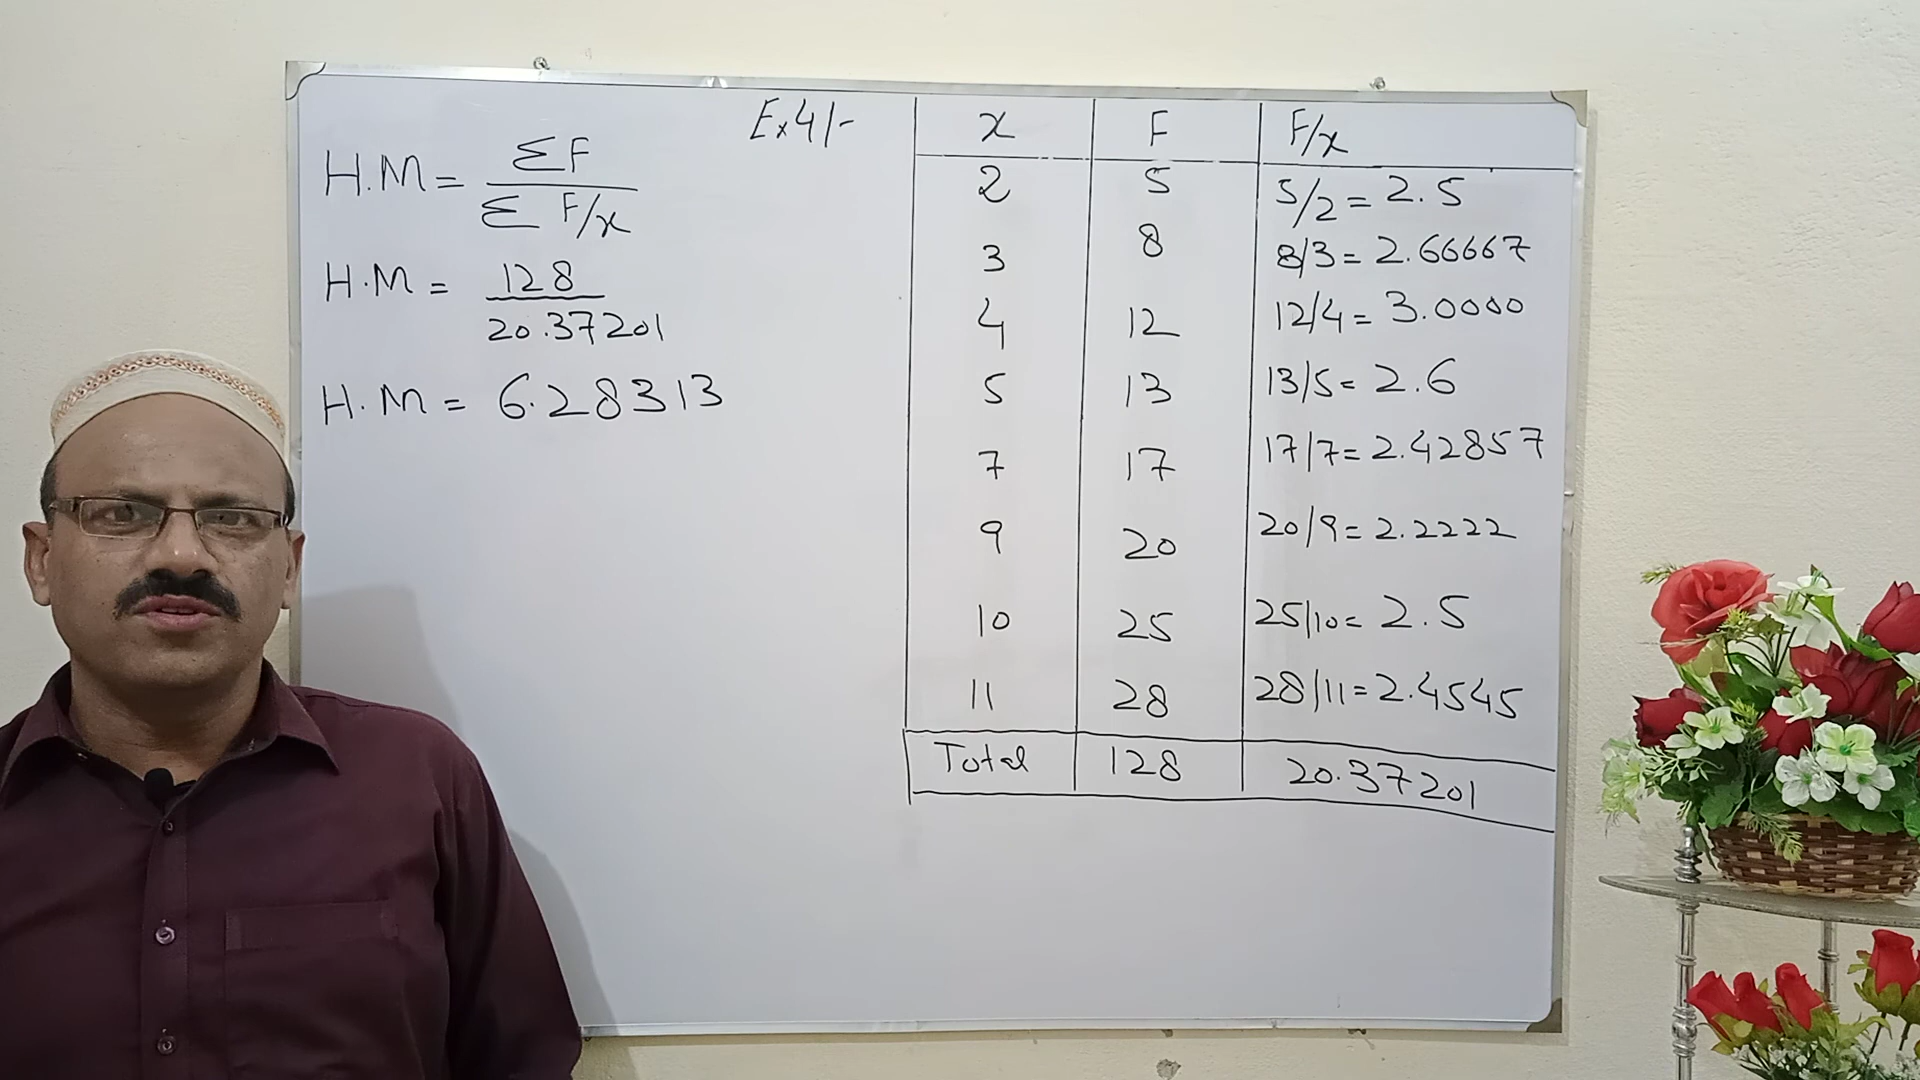 Ex4/-
H.M = ΣF
Σ F/x
H.M = 128
20.37201
H.M = 6.28313
x F F/x
2 5 5/2 = 2.5
3 8 8/3 = 2.66667
4 12 12/4 = 3.0000
5 13 13/5 = 2.6
7 17 17/7 = 2.42857
9 20 20/9 = 2.2222
10 25 25/10 = 2.5
11 28 28/11 = 2.4545
Total 128 20.37201